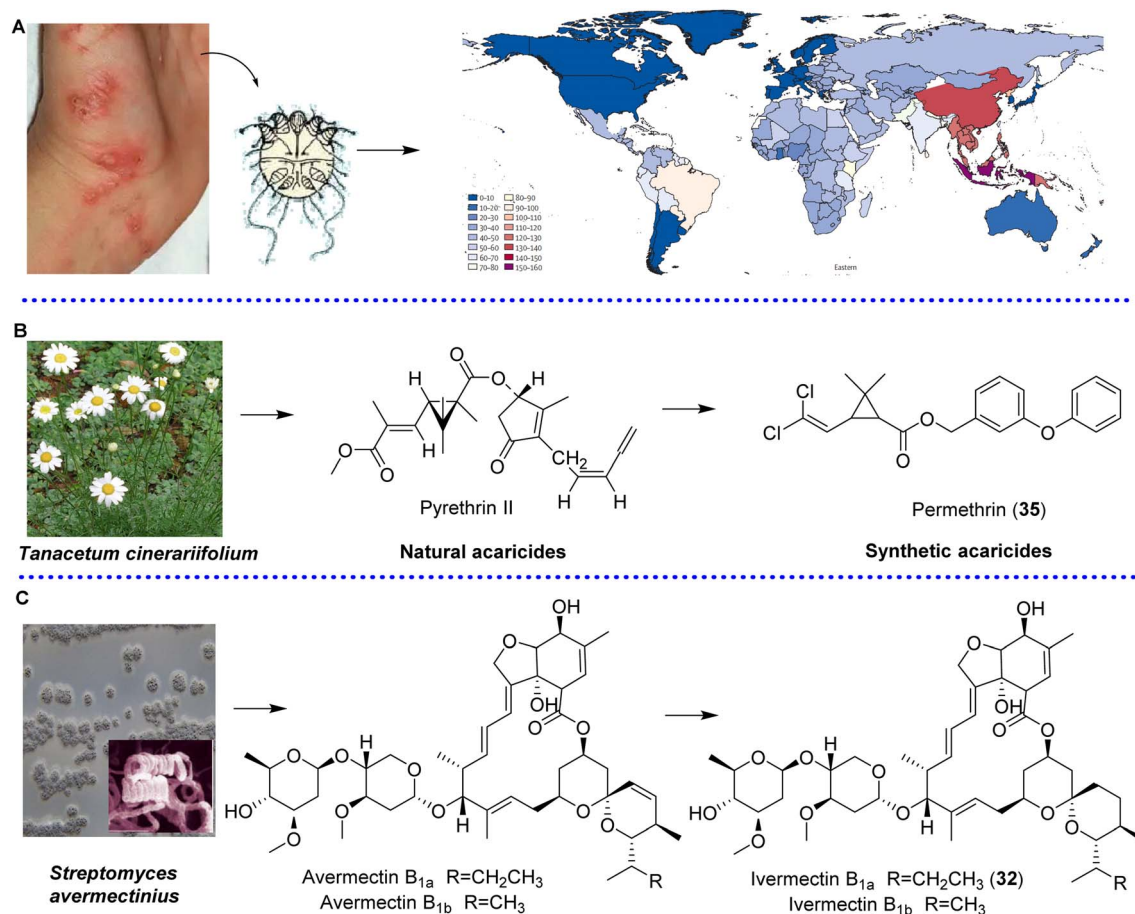 A
0-10
10-20
20-30
30-40
40-50
50-60
60-70
70-80
80-90
90-100
100-110
110-120
120-130
130-140
140-150
150-160
Eastern
B
O
O
H
H
H
O
O
O
CH2
H
H
Pyrethrin II
Cl
Cl
O
O
O
Permethrin (35)
Tanacetum cinerariifolium
Natural acaricides
Synthetic acaricides
C
OH
O
OH
O
O
H
O
O
O
O
HO
O
O
O
H
O
O
R
OH
O
OH
O
O
H
O
O
O
O
HO
O
O
O
H
O
O
R
Streptomyces
avermectinius
Avermectin B1a R=CH2CH3
Avermectin B1b R=CH3
Ivermectin B1a R=CH2CH3 (32)
Ivermectin B1b R=CH3